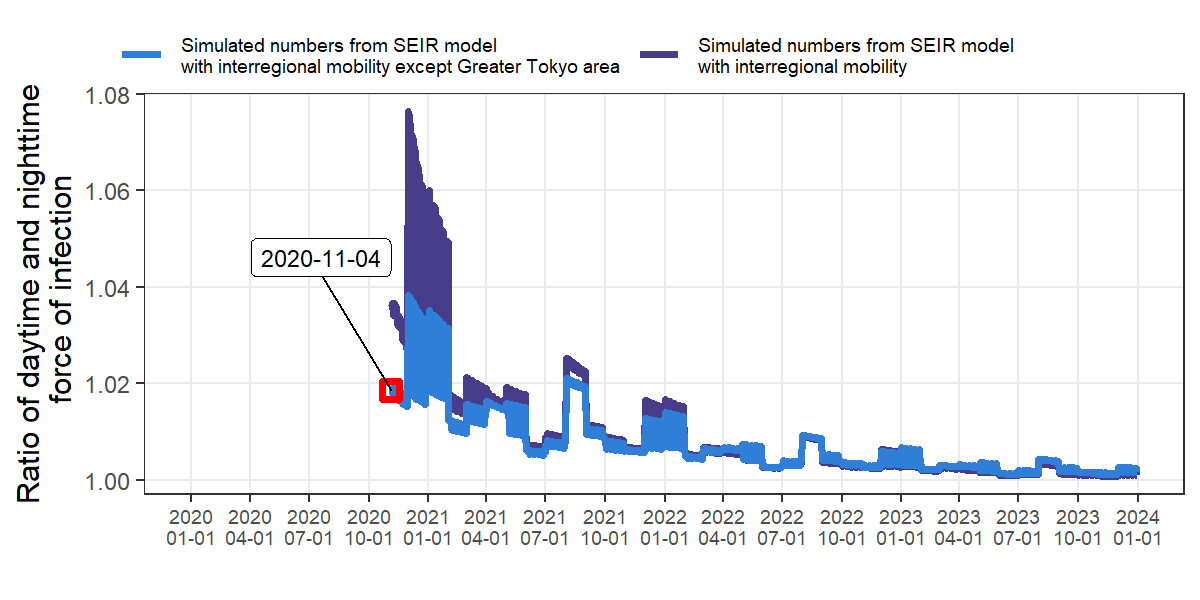 Simulated numbers from SEIR model
with interregional mobility except Greater Tokyo area
Simulated numbers from SEIR model
with interregional mobility
Ratio of daytime and nighttime
force of infection
1.08
1.06
1.04
1.02
1.00
2020-11-04
2020 2020 2020 2020 2021 2021 2021 2021 2022 2022 2022 2022 2023 2023 2023 2023 2024
01-01 04-01 07-01 10-01 01-01 04-01 07-01 10-01 01-01 04-01 07-01 10-01 01-01 04-01 07-01 10-01 01-01